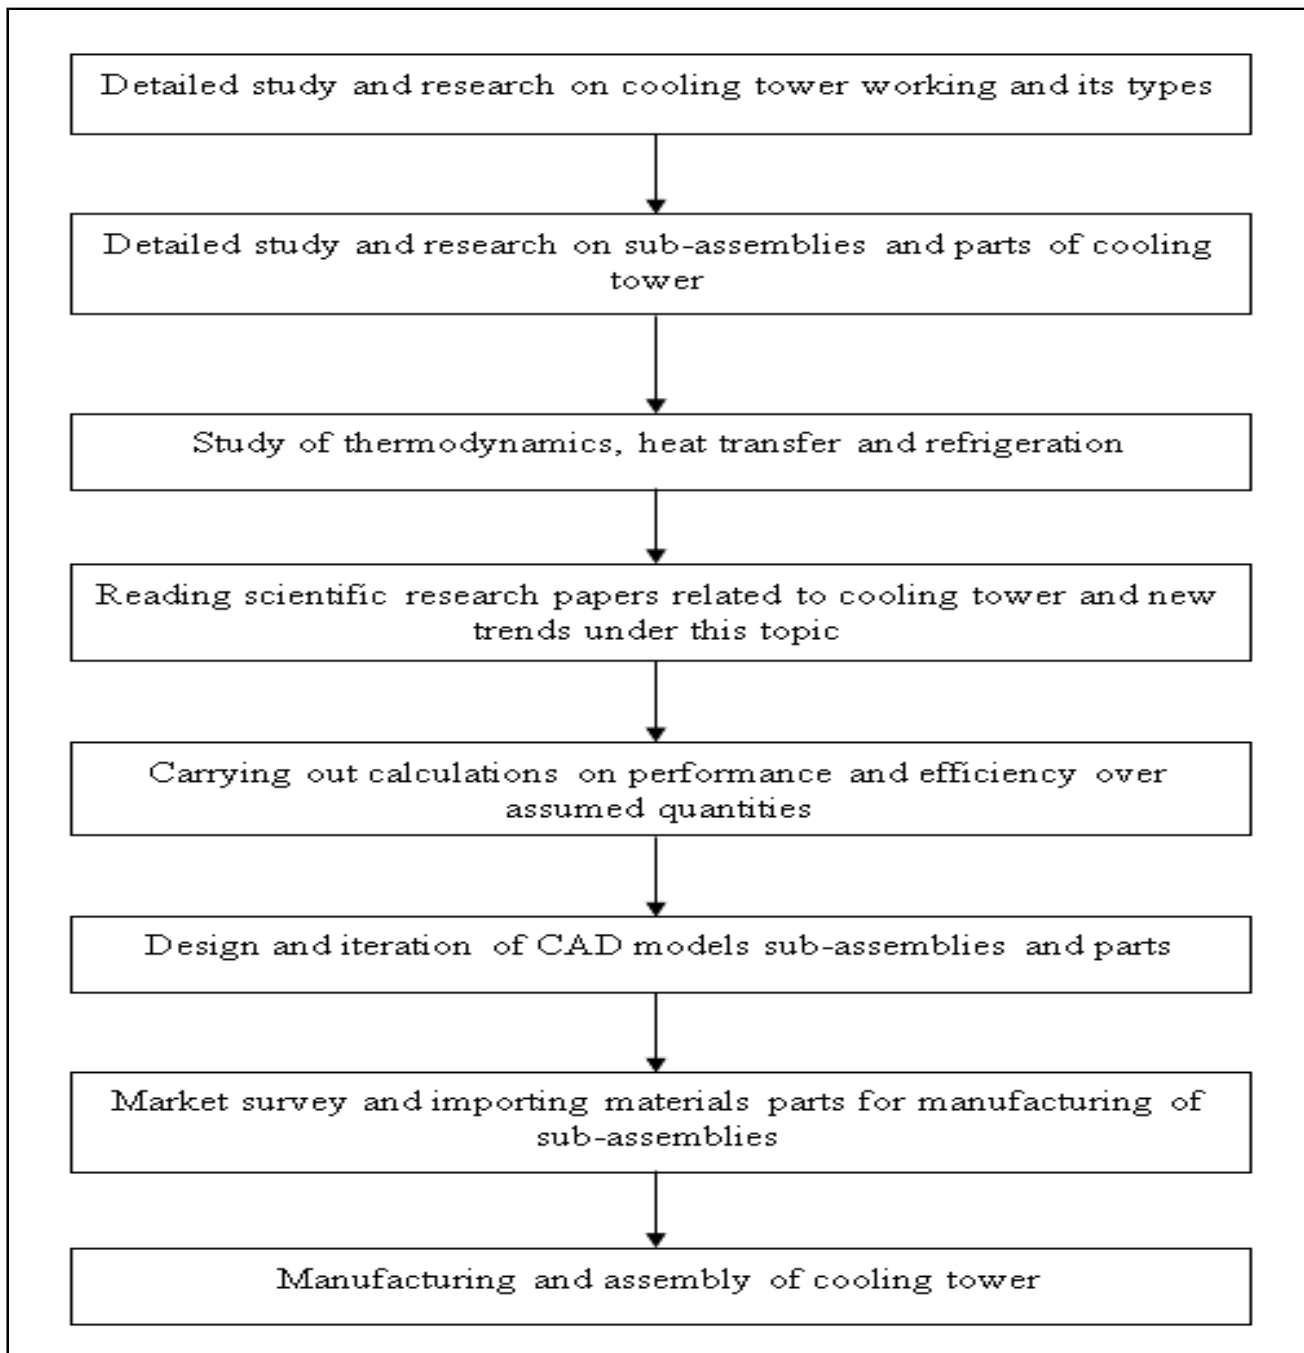 Detailed study and research on cooling tower working and its types
Detailed study and research on sub-assemblies and parts of cooling
tower
Study of thermodynamics, heat transfer and refrigeration
Reading scientific research papers related to cooling tower and new
trends under this topic
Carrying out calculations on performance and efficiency over
assumed quantities
Design and iteration of CAD models sub-assemblies and parts
Market survey and importing materials parts for manufacturing of
sub-assemblies
Manufacturing and assembly of cooling tower